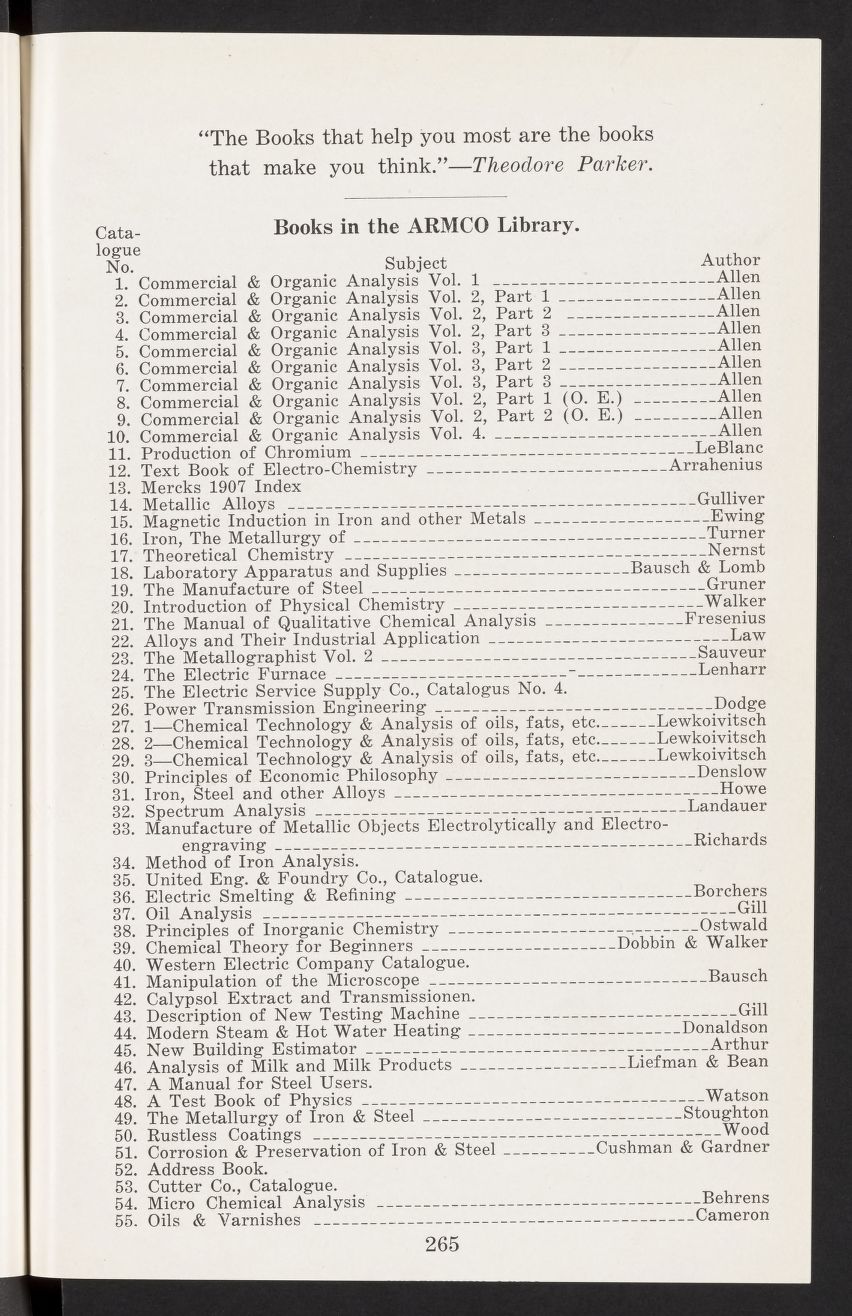 “The Books that help you most are the books
that make you think.”—Theodore Parker.
Books in the ARMCO Library.
Cata-
logue
No. Subject Author
1. Commercial & Organic Analysis Vol. 1 Allen
2. Commercial & Organic Analysis Vol. 2, Part 1 Allen
3. Commercial & Organic Analysis Vol. 2, Part 2 Allen
4. Commercial & Organic Analysis Vol. 2, Part 3 Allen
5. Commercial & Organic Analysis Vol. 3, Part 1 Allen
6. Commercial & Organic Analysis Vol. 3, Part 2 Allen
7. Commercial & Organic Analysis Vol. 3, Part 3 Allen
8. Commercial & Organic Analysis Vol. 2, Part 1 (O. E.) Allen
9. Commercial & Organic Analysis Vol. 2, Part 2 (O. E.) Allen
10. Commercial & Organic Analysis Vol. 4. Allen
11. Production of Chromium LeBlanc
12. Text Book of Electro-Chemistry Arrahenius
13. Mercks 1907 Index
14. Metallic Alloys Gulliver
15. Magnetic Induction in Iron and other Metals Ewing
16. Iron, The Metallurgy of Turner
17. Theoretical Chemistry Nernst
18. Laboratory Apparatus and Supplies Bausch & Lomb
19. The Manufacture of Steel Gruner
20. Introduction of Physical Chemistry Walker
21. The Manual of Qualitative Chemical Analysis Fresenius
22. Alloys and Their Industrial Application Law
23. The Metallographist Vol. 2 Sauveur
24. The Electric Furnace Lenharr
25. The Electric Service Supply Co., Catalogus No. 4.
26. Power Transmission Engineering Dodge
27. 1—Chemical Technology & Analysis of oils, fats, etc. Lewkoivitsch
28. 2—Chemical Technology & Analysis of oils, fats, etc. Lewkoivitsch
29. 3—Chemical Technology & Analysis of oils, fats, etc. Lewkoivitsch
30. Principles of Economic Philosophy Denslow
31. Iron, Steel and other Alloys Howe
32. Spectrum Analysis Landauer
33. Manufacture of Metallic Objects Electrolytically and Electro-
engraving Richards
34. Method of Iron Analysis.
35. United Eng. & Foundry Co., Catalogue.
36. Electric Smelting & Refining Borchers
37. Oil Analysis Gill
38. Principles of Inorganic Chemistry Ostwald
39. Chemical Theory for Beginners Dobbin & Walker
40. Western Electric Company Catalogue.
41. Manipulation of the Microscope Bausch
42. Calypsol Extract and Transmissionen.
43. Description of New Testing Machine Gill
44. Modern Steam & Hot Water Heating Donaldson
45. New Building Estimator Arthur
46. Analysis of Milk and Milk Products Liefman & Bean
47. A Manual for Steel Users.
48. A Test Book of Physics Watson
49. The Metallurgy of Iron & Steel Stoughton
50. Rustless Coatings Wood
51. Corrosion & Preservation of Iron & Steel Cushman & Gardner
52. Address Book.
53. Cutter Co., Catalogue.
54. Micro Chemical Analysis Behrens
55. Oils & Varnishes Cameron
265